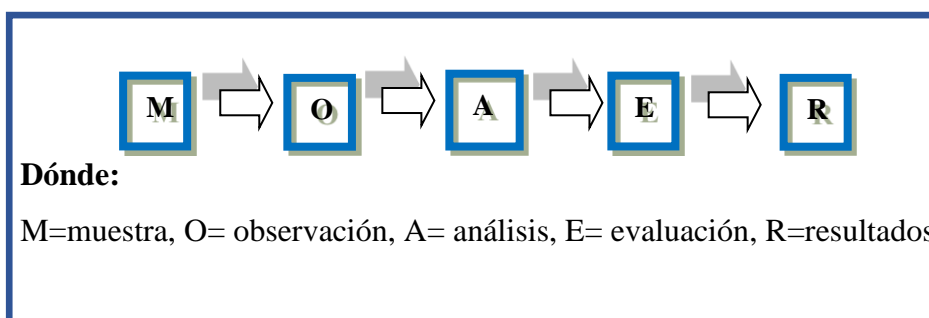 M O A E R
Dónde:
M=muestra, O= observación, A= análisis, E= evaluación, R=resultados